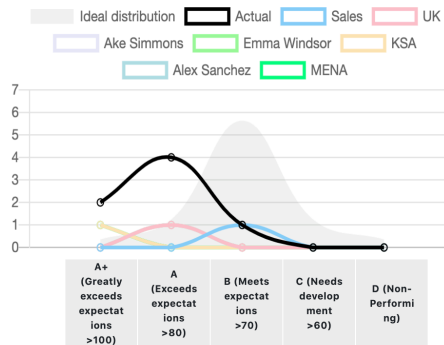 Ideal distribution Actual Sales UK
Ake Simmons Emma Windsor KSA
Alex Sanchez MENA
7
6
5
4
3
2
1
0
A+
(Greatly
exceeds
expectat
ions
>100)
A
(Exceeds
expectat
ions
>80)
B (Meets
expectat
ions
>70)
C (Needs
develop
ment
>60)
D (Non-
Performi
ng)